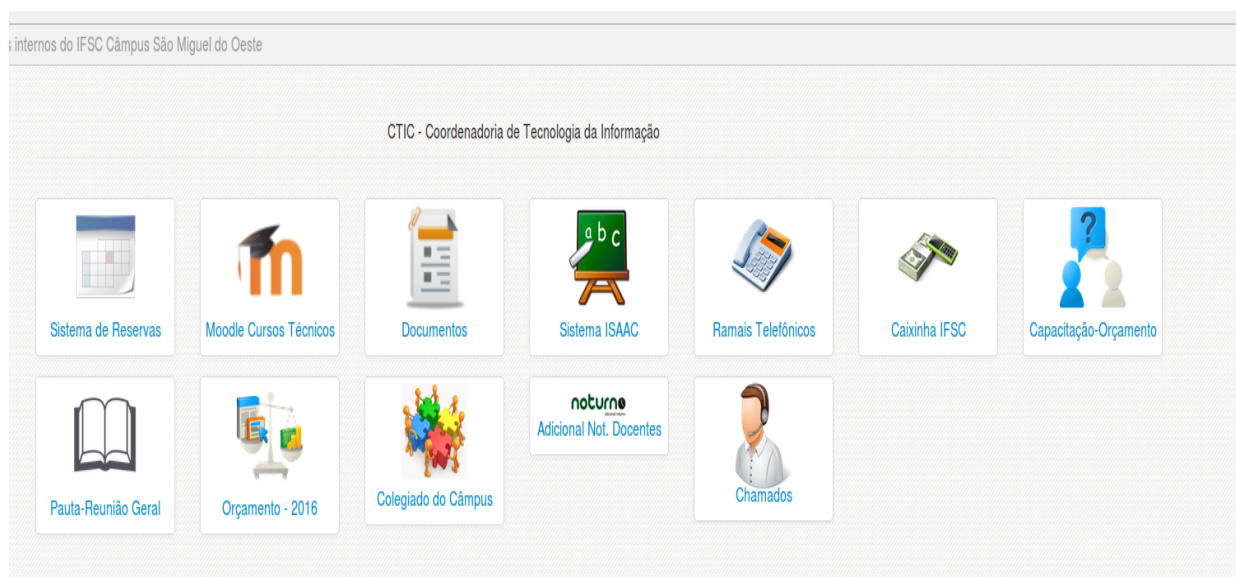 s internos do IFSC Câmpus São Miguel do Oeste
CTIC - Coordenadoria de Tecnologia da Informação
a b c
?
Sistema de Reservas
Moodle Cursos Técnicos
Documentos
Sistema ISAAC
Ramais Telefônicos
Caixinha IFSC
Capacitação-Orçamento
noturno
Adicional Not. Docentes
Pauta-Reunião Geral
Orçamento - 2016
Colegiado do Câmpus
Chamados